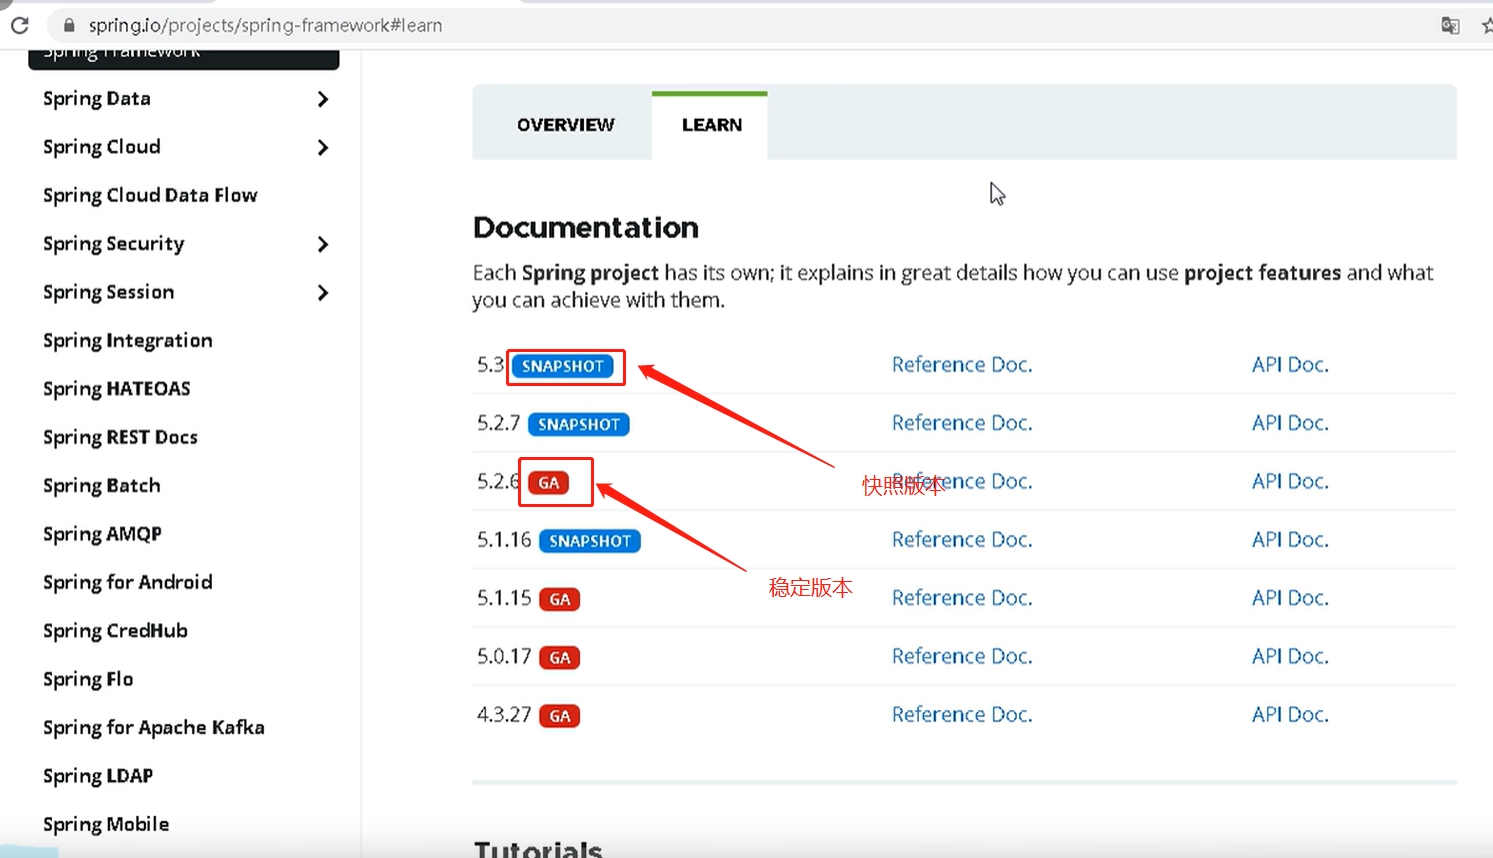 spring.io/projects/spring-framework#learn
Spring Framework
Spring Data
Spring Cloud
Spring Cloud Data Flow
Spring Security
Spring Session
Spring Integration
Spring HATEOAS
Spring REST Docs
Spring Batch
Spring AMQP
Spring for Android
Spring CredHub
Spring Flo
Spring for Apache Kafka
Spring LDAP
Spring Mobile
OVERVIEW LEARN
Documentation
Each Spring project has its own; it explains in great details how you can use project features and what
you can achieve with them.
5.3 SNAPSHOT Reference Doc. API Doc.
5.2.7 SNAPSHOT Reference Doc. API Doc.
5.2.6 GA Reference Doc. API Doc.
快照版本
5.1.16 SNAPSHOT Reference Doc. API Doc.
稳定版本
5.1.15 GA Reference Doc. API Doc.
5.0.17 GA Reference Doc. API Doc.
4.3.27 GA Reference Doc. API Doc.
Tutorials